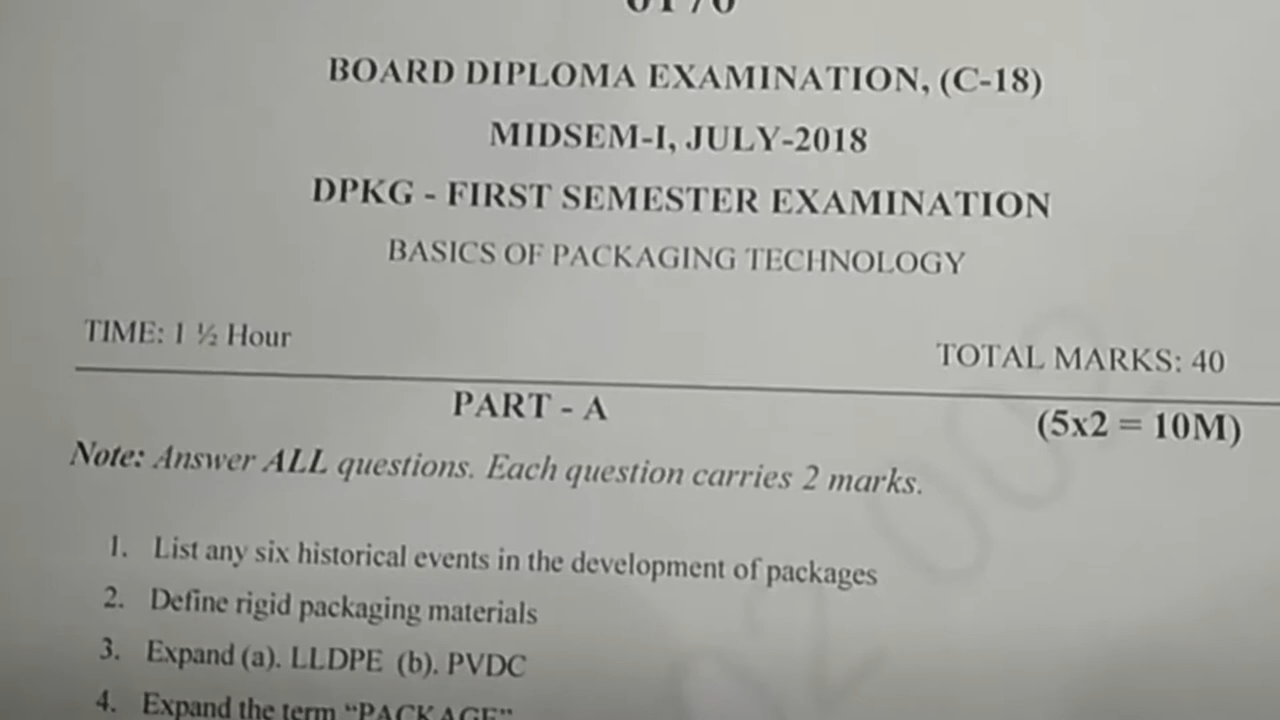 BOARD DIPLOMA EXAMINATION, (C-18)
MIDSEM-I, JULY-2018
DPKG - FIRST SEMESTER EXAMINATION
BASICS OF PACKAGING TECHNOLOGY
TIME: 1 ½ Hour TOTAL MARKS: 40
PART - A (5x2 = 10M)
Note: Answer ALL questions. Each question carries 2 marks.
1. List any six historical events in the development of packages
2. Define rigid packaging materials
3. Expand (a). LLDPE (b). PVDC
4. Expand the term “PACKAGE”